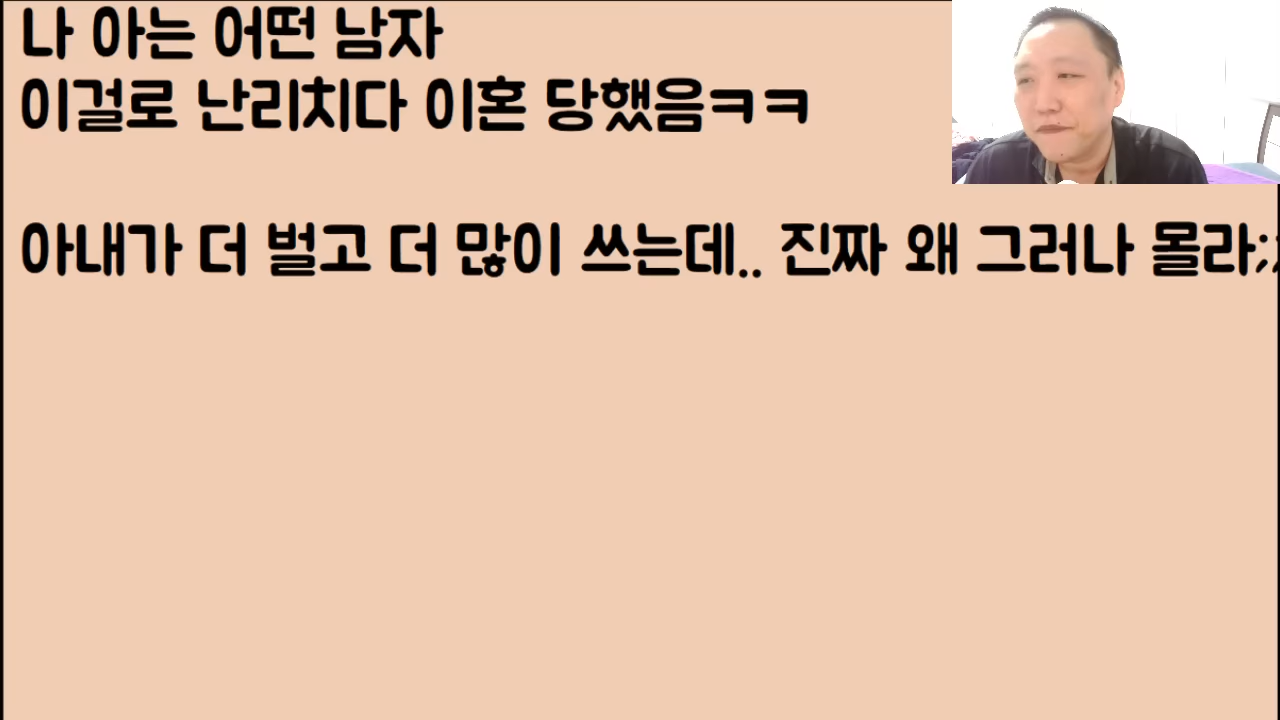 나 아는 어떤 남자
이걸로 난리치다 이혼 당했음ㅋㅋ
아내가 더 벌고 더 많이 쓰는데.. 진짜 왜 그러나 몰라;;